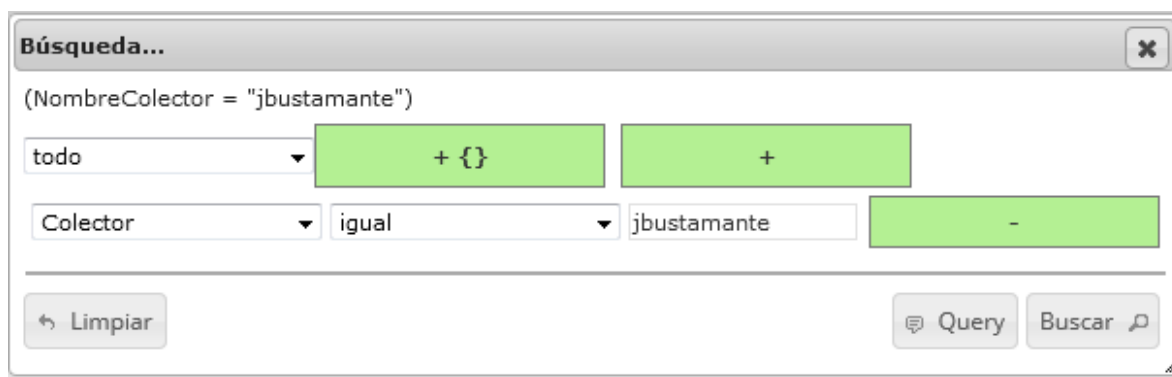 Búsqueda...
(NombreColector = "jbustamante")
todo + {} +
Colector igual jbustamante -
Limpiar Query Buscar